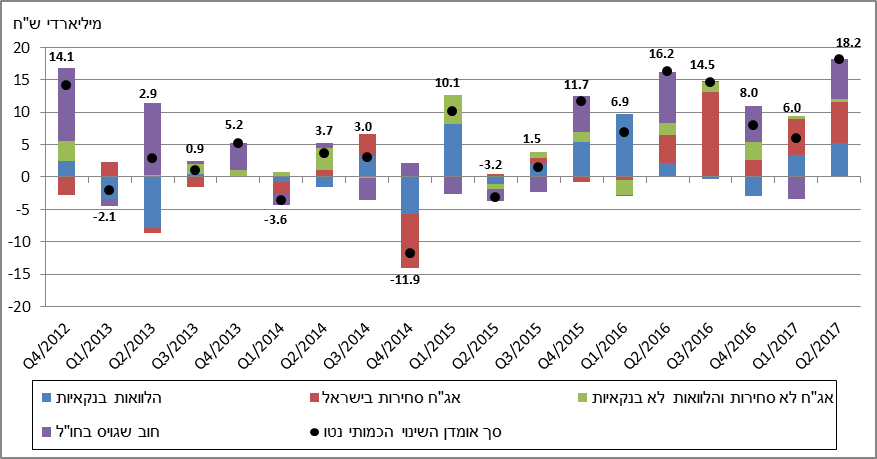 מיליארדי ש"ח
20
15
10
5
0
-5
-10
-15
-20
14.1
-2.1
2.9
0.9
5.2
-3.6
3.7
3.0
-11.9
10.1
-3.2
1.5
11.7
6.9
16.2
14.5
8.0
6.0
18.2
Q4/2012
Q1/2013
Q2/2013
Q3/2013
Q4/2013
Q1/2014
Q2/2014
Q3/2014
Q4/2014
Q1/2015
Q2/2015
Q3/2015
Q4/2015
Q1/2016
Q2/2016
Q3/2016
Q4/2016
Q1/2017
Q2/2017
הלוואות בנקאיות
אג"ח סחירות בישראל
אג"ח לא סחירות והלוואות לא בנקאיות
חוב שגויס בחו"ל
סך אומדן השינוי הכמותי נטו